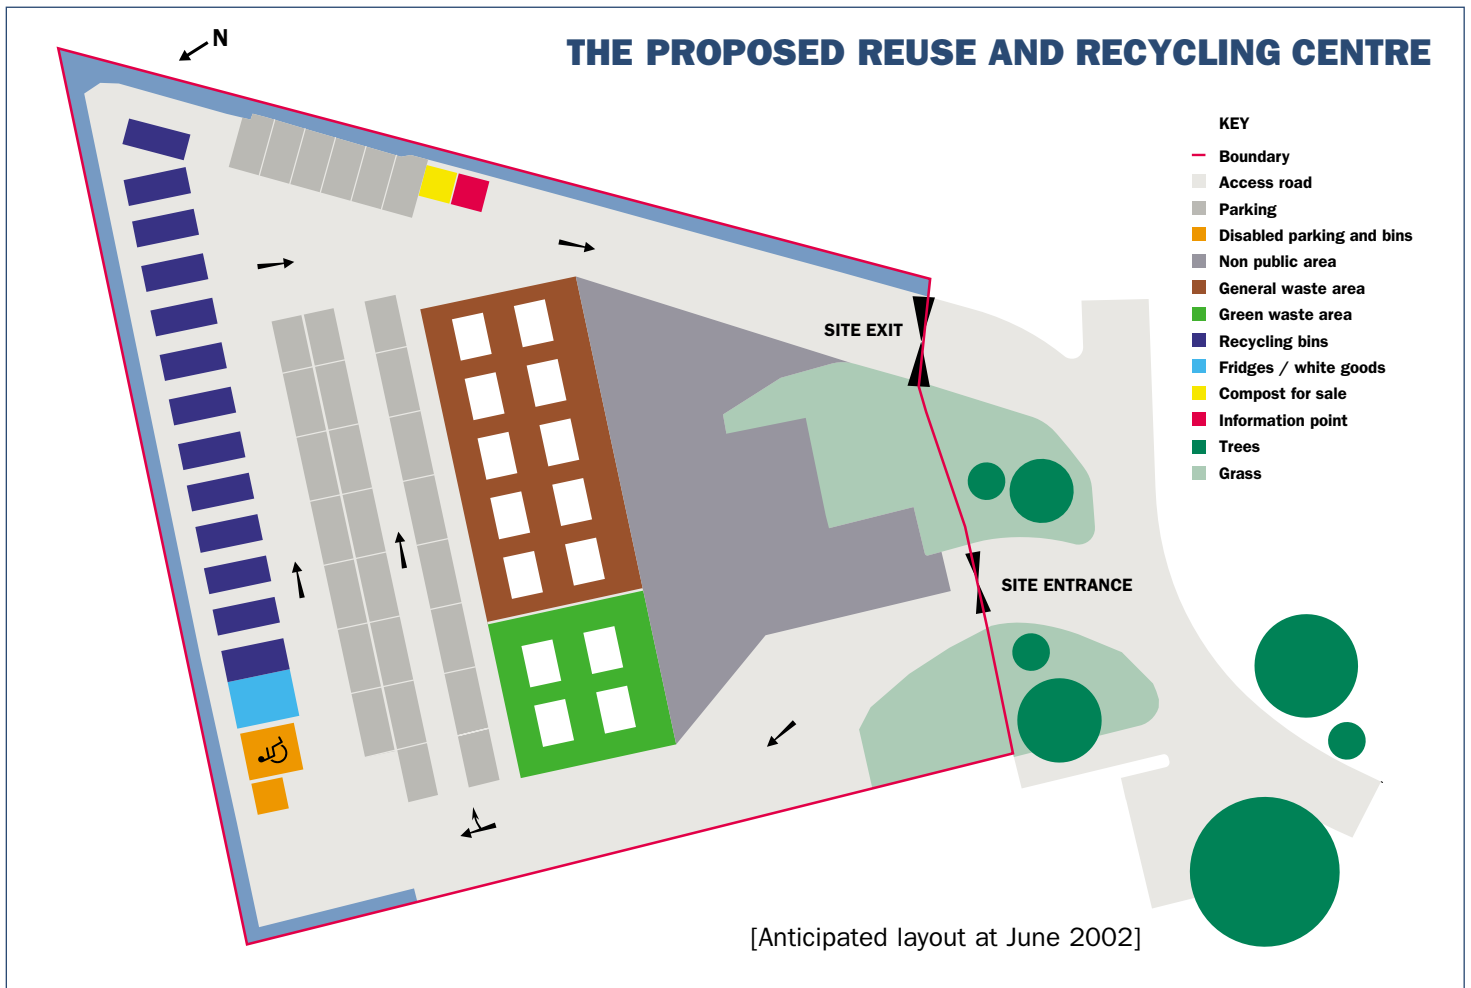 N
THE PROPOSED REUSE AND RECYCLING CENTRE
KEY
Boundary
Access road
Parking
Disabled parking and bins
Non public area
General waste area
Green waste area
Recycling bins
Fridges / white goods
Compost for sale
Information point
Trees
Grass
SITE EXIT
SITE ENTRANCE
[Anticipated layout at June 2002]